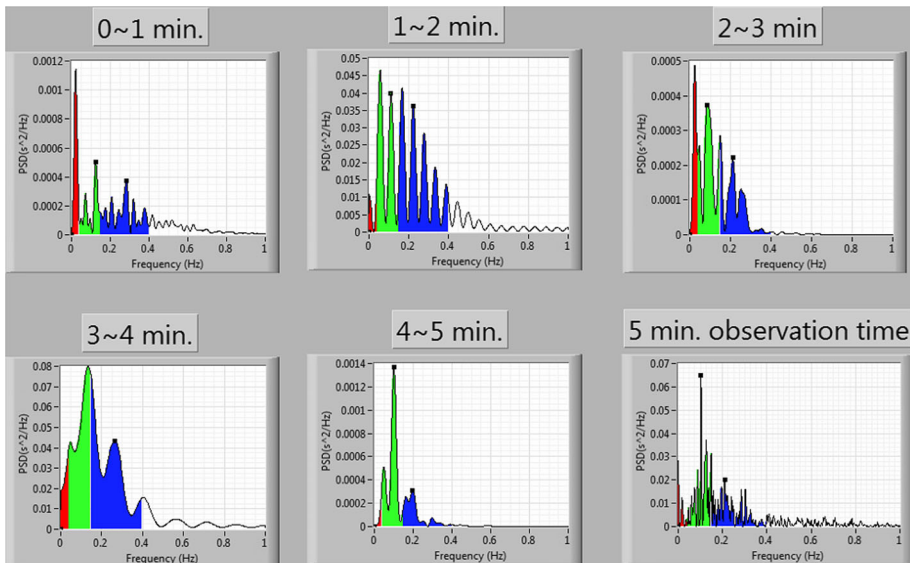 0~1 min.
1~2 min.
2~3 min
PSD(s^2/Hz)
0.0012
0.001
0.0008
0.0006
0.0004
0.0002
0
0 0.2 0.4 0.6 0.8 1
Frequency (Hz)
PSD(s^2/Hz)
0.05
0.045
0.04
0.035
0.03
0.025
0.02
0.015
0.01
0.005
0
0 0.2 0.4 0.6 0.8 1
Frequency (Hz)
PSD(s^2/Hz)
0.0005
0.0004
0.0003
0.0002
0.0001
0
0 0.2 0.4 0.6 0.8 1
Frequency (Hz)
3~4 min.
4~5 min.
5 min. observation time
PSD(s^2/Hz)
0.08
0.07
0.06
0.05
0.04
0.03
0.02
0.01
0
0 0.2 0.4 0.6 0.8 1
Frequency (Hz)
PSD(s^2/Hz)
0.0014
0.0012
0.001
0.0008
0.0006
0.0004
0.0002
0
0 0.2 0.4 0.6 0.8 1
Frequency (Hz)
PSD(s^2/Hz)
0.07
0.06
0.05
0.04
0.03
0.02
0.01
0
0 0.2 0.4 0.6 0.8 1
Frequency (Hz)